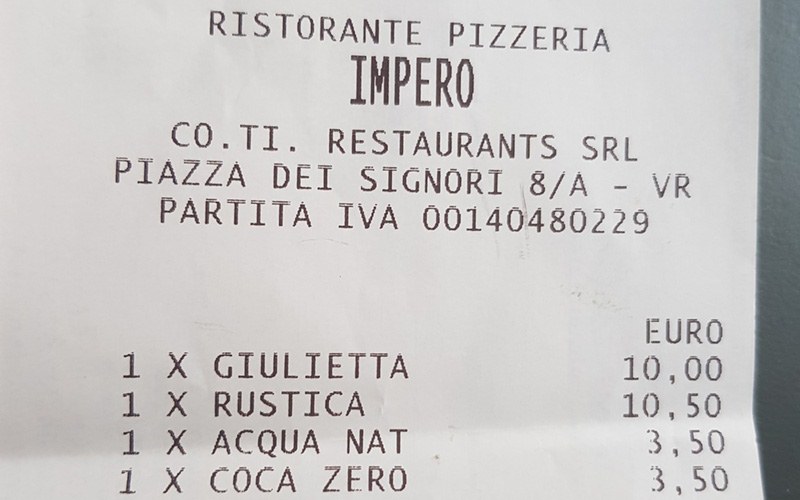 RISTORANTE PIZZERIA
IMPERO
CO.TI. RESTAURANTS SRL
PIAZZA DEI SIGNORI 8/A - VR
PARTITA IVA 00140480229
EURO
1 X GIULIETTA 10,00
1 X RUSTICA 10,50
1 X ACQUA NAT 3,50
1 X COCA ZERO 3,50